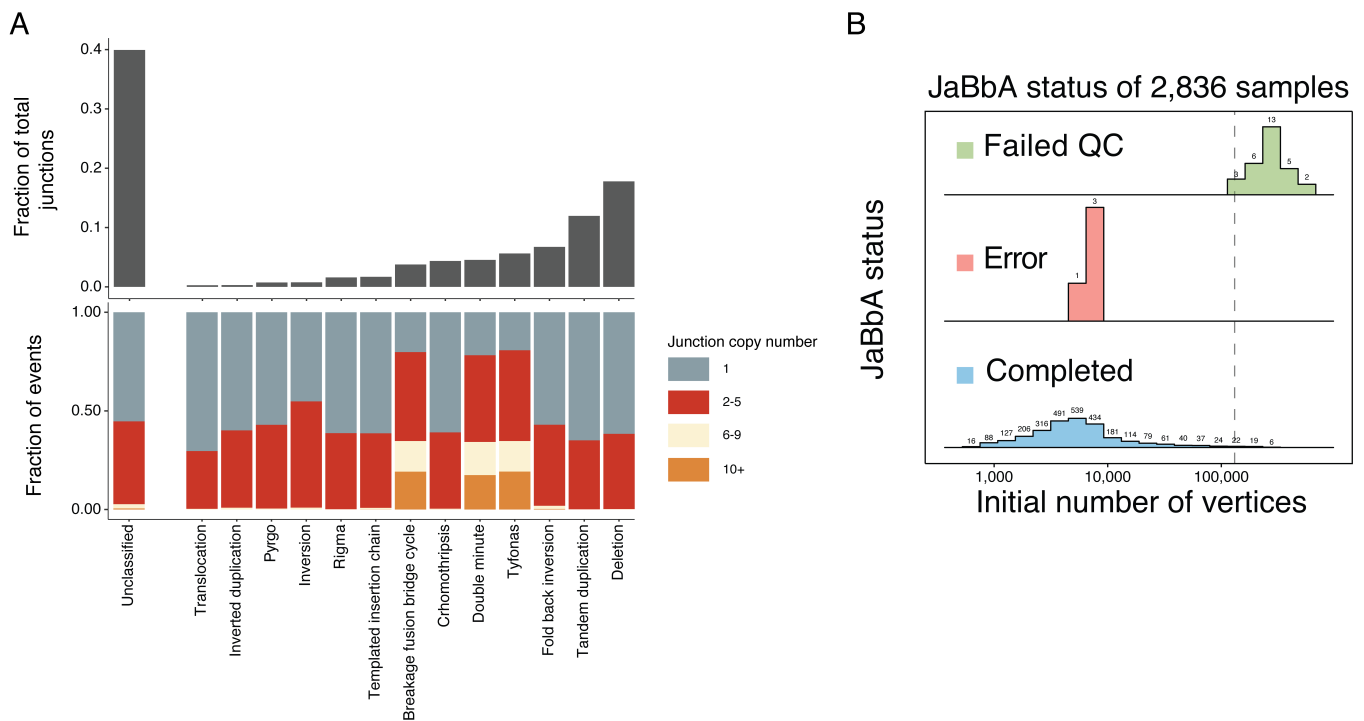 A
Fraction of total
junctions
0.4
0.3
0.2
0.1
0.0
Fraction of events
1.00
0.50
0.00
Unclassified
Translocation
Inverted duplication
Pyrgo
Inversion
Rigma
Templated insertion chain
Breakage fusion bridge cycle
Crhomothripsis
Double minute
Tyfonas
Fold back inversion
Tandem duplication
Deletion
Junction copy number
1
2-5
6-9
10+
B
JaBbA status of 2,836 samples
JaBbA status
Failed QC
3 6 13 5 2
Error
1 3
Completed
16 88 127 206 316 491 539 434 181 114 79 61 40 37 24 22 19 6
1,000 10,000 100,000
Initial number of vertices